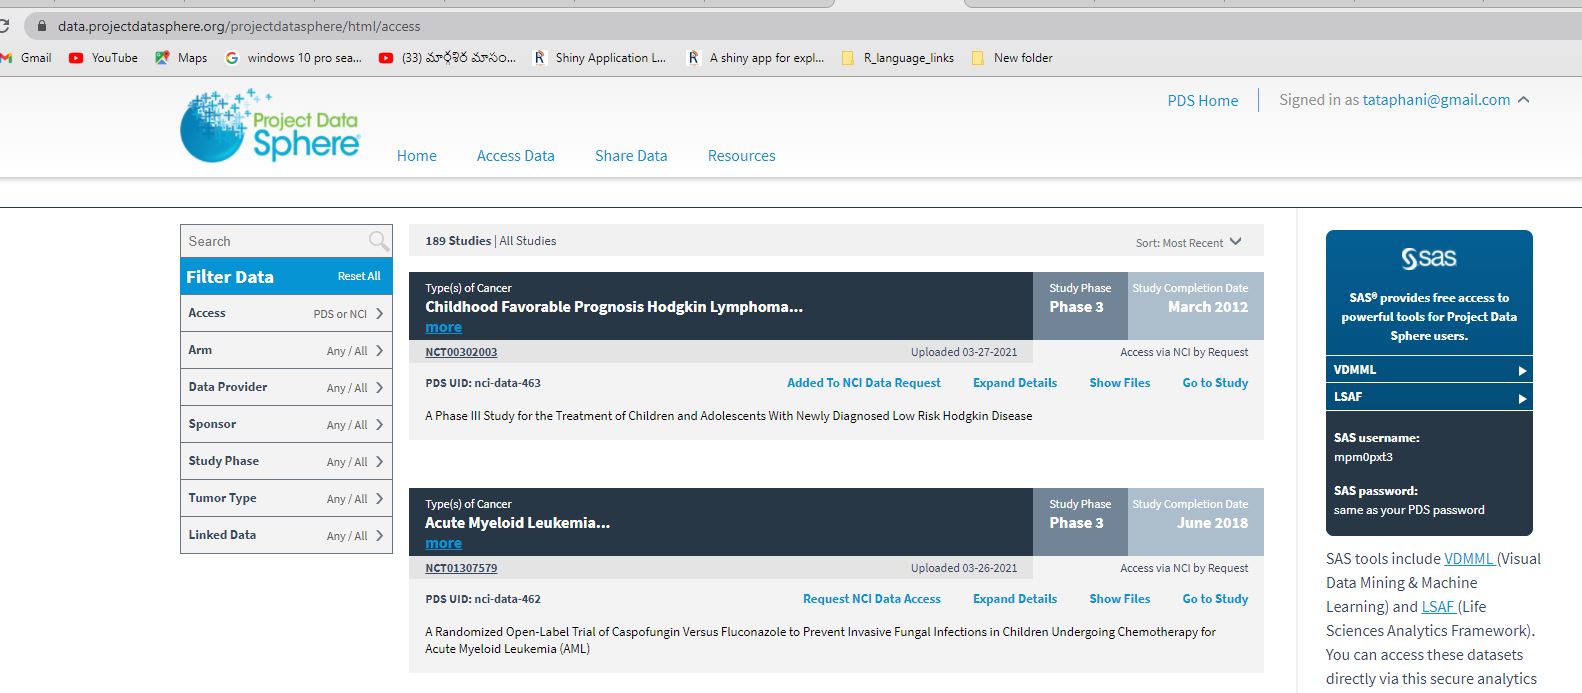 data.projectdatasphere.org/projectdatasphere/html/access
Gmail YouTube Maps windows 10 pro sea... (33) మార్గశిర మాసం... Shiny Application L... A shiny app for expl... R_language_links New folder
Project Data
Sphere
PDS Home Signed in as tataphani@gmail.com
Home Access Data Share Data Resources
Search
Filter Data Reset All
Access PDS or NCI
Arm Any / All
Data Provider Any / All
Sponsor Any / All
Study Phase Any / All
Tumor Type Any / All
Linked Data Any / All
189 Studies | All Studies Sort: Most Recent
Type(s) of Cancer Study Phase Study Completion Date
Childhood Favorable Prognosis Hodgkin Lymphoma... Phase 3 March 2012
more
NCT00302003 Uploaded 03-27-2021 Access via NCI by Request
PDS UID: nci-data-463 Added To NCI Data Request Expand Details Show Files Go to Study
A Phase III Study for the Treatment of Children and Adolescents With Newly Diagnosed Low Risk Hodgkin Disease
Type(s) of Cancer Study Phase Study Completion Date
Acute Myeloid Leukemia... Phase 3 June 2018
more
NCT01307579 Uploaded 03-26-2021 Access via NCI by Request
PDS UID: nci-data-462 Request NCI Data Access Expand Details Show Files Go to Study
A Randomized Open-Label Trial of Caspofungin Versus Fluconazole to Prevent Invasive Fungal Infections in Children Undergoing Chemotherapy for
Acute Myeloid Leukemia (AML)
sas
SAS® provides free access to
powerful tools for Project Data
Sphere users.
VDMML
LSAF
SAS username:
mpm0pxt3
SAS password:
same as your PDS password
SAS tools include VDMML (Visual
Data Mining & Machine
Learning) and LSAF (Life
Sciences Analytics Framework).
You can access these datasets
directly via this secure analytics